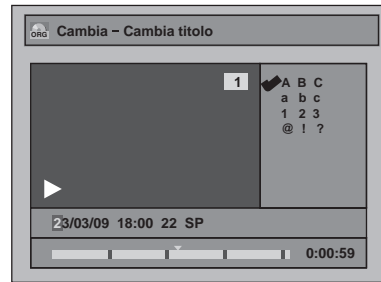 ORG Cambia – Cambia titolo
1
A B C
a b c
1 2 3
@ ! ?
23/03/09 18:00 22 SP
0:00:59